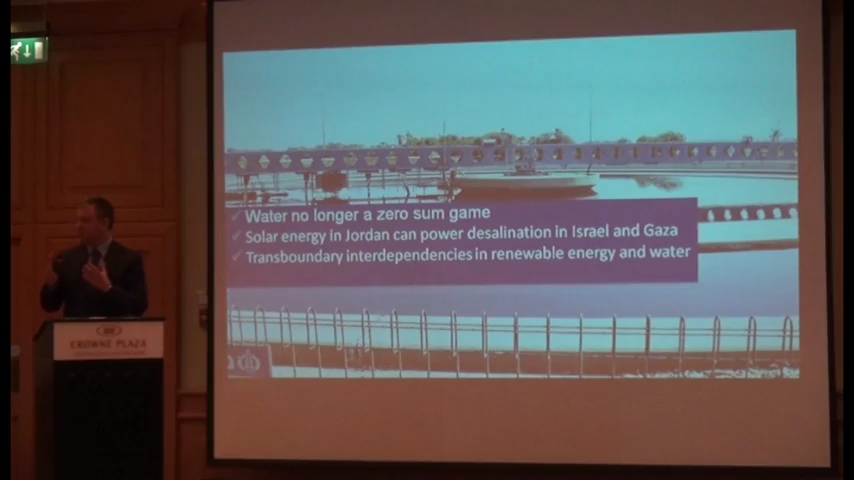 ✓ Water no longer a zero sum game
✓ Solar energy in Jordan can power desalination in Israel and Gaza
✓ Transboundary interdependencies in renewable energy and water
CROWNE PLAZA